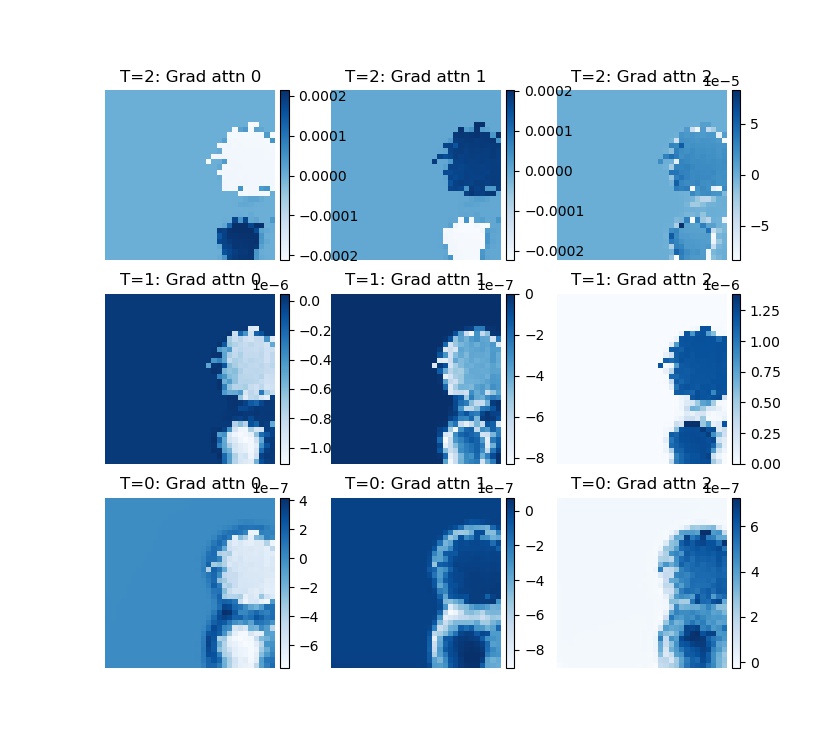 T=2: Grad attn 0
T=2: Grad attn 1
T=2: Grad attn 2
1e−5
0.0002
0.0001
0.0000
−0.0001
−0.0002
0.0002
0.0001
0.0000
−0.0001
−0.0002
5
0
−5
T=1: Grad attn 0
1e−6
T=1: Grad attn 1
1e−7
T=1: Grad attn 2
1e−6
0.0
−0.2
−0.4
−0.6
−0.8
−1.0
0
−2
−4
−6
−8
1.25
1.00
0.75
0.50
0.25
0.00
T=0: Grad attn 0
1e−7
T=0: Grad attn 1
1e−7
T=0: Grad attn 2
1e−7
4
2
0
−2
−4
−6
0
−2
−4
−6
−8
6
4
2
0